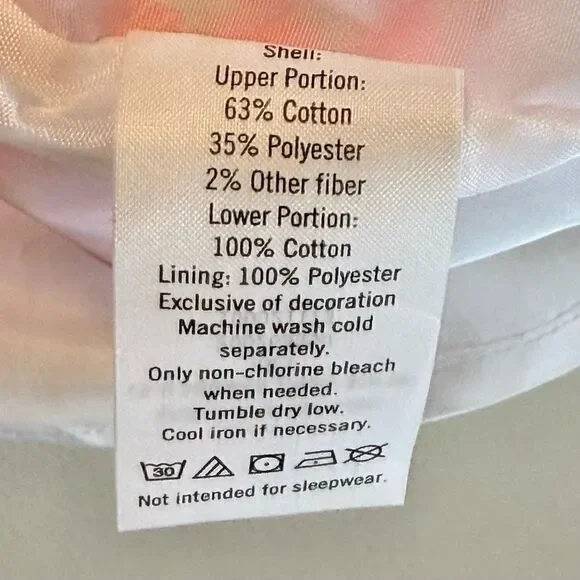 Shell:
Upper Portion:
63% Cotton
35% Polyester
2% Other fiber
Lower Portion:
100% Cotton
Lining: 100% Polyester
Exclusive of decoration
Machine wash cold
separately.
Only non-chlorine bleach
when needed.
Tumble dry low.
Cool iron if necessary.
30
Not intended for sleepwear.